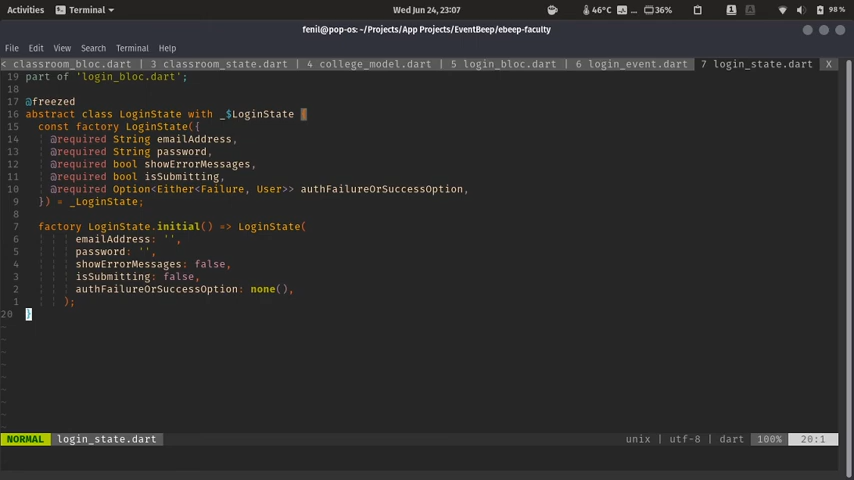 Activities Terminal Wed Jun 24, 23:07 46°C ... 36% 1 98 %
fenil@pop-os: ~/Projects/App Projects/EventBeep/ebeep-faculty
File Edit View Search Terminal Help
< classroom_bloc.dart | 3 classroom_state.dart | 4 college_model.dart | 5 login_bloc.dart | 6 login_event.dart 7 login_state.dart X
19 part of 'login_bloc.dart';
18
17 @freezed
16 abstract class LoginState with _$LoginState {
15 const factory LoginState({
14 @required String emailAddress,
13 @required String password,
12 @required bool showErrorMessages,
11 @required bool isSubmitting,
10 @required Option<Either<Failure, User>> authFailureOrSuccessOption,
9 }) = _LoginState;
8
7 factory LoginState.initial() => LoginState(
6 emailAddress: '',
5 password: '',
4 showErrorMessages: false,
3 isSubmitting: false,
2 authFailureOrSuccessOption: none(),
1 );
20 }
~
~
~
~
~
~
~
~
NORMAL login_state.dart unix | utf-8 | dart 100% 20:1